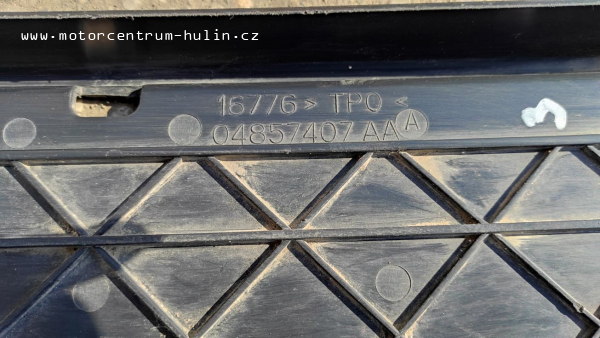 www.motorcentrum-hulin.cz
16776 > TPO <
04857407 AA A